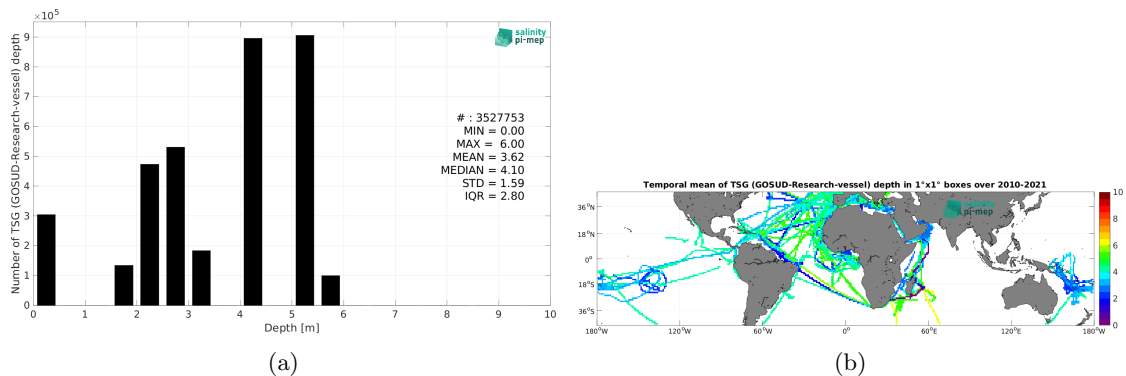 ×10⁵
9
8
7
6
5
4
3
2
1
0
Number of TSG (GOSUD-Research-vessel) depth
salinity
pi-mep
# : 3527753
MIN = 0.00
MAX = 6.00
MEAN = 3.62
MEDIAN = 4.10
STD = 1.59
IQR = 2.80
0 1 2 3 4 5 6 7 8 9 10
Depth [m]
(a)
Temporal mean of TSG (GOSUD-Research-vessel) depth in 1°x1° boxes over 2010-2021
salinity
pi-mep
36°N
18°N
0°
18°S
36°S
180°W 120°W 60°W 0° 60°E 120°E 180°E
10
8
6
4
2
0
(b)